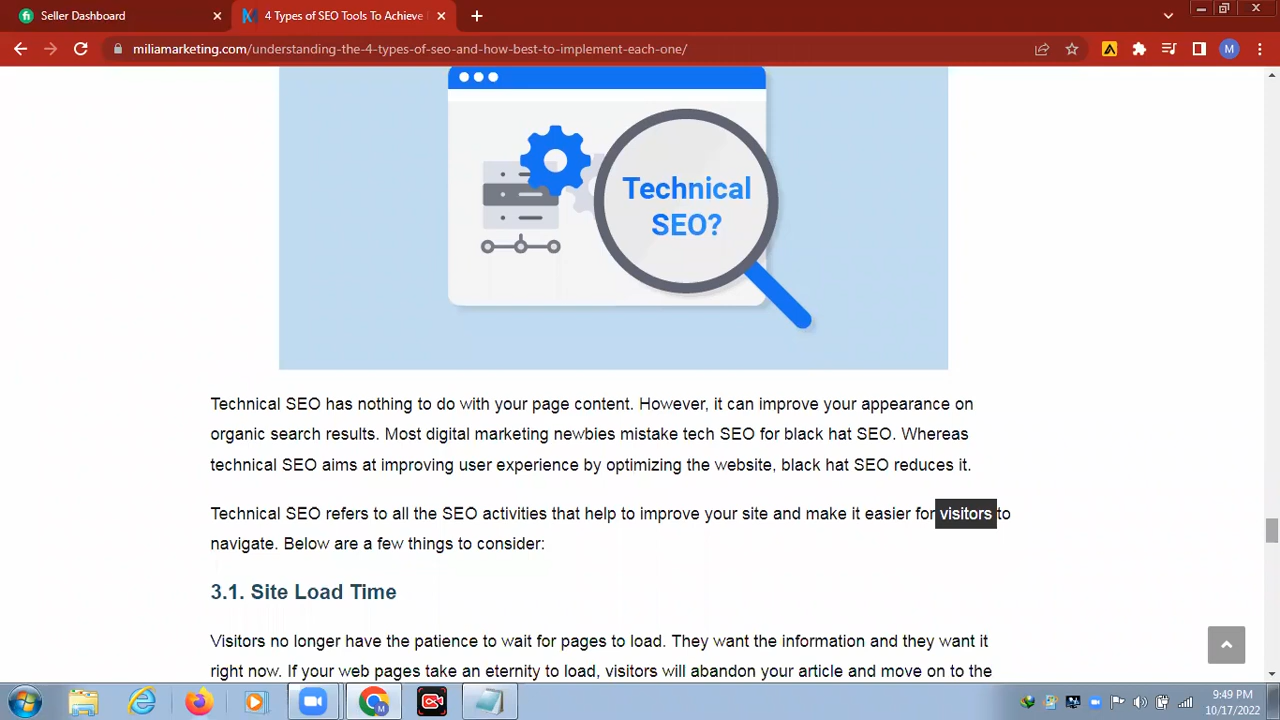 Seller Dashboard
4 Types of SEO Tools To Achieve
miliamarketing.com/understanding-the-4-types-of-seo-and-how-best-to-implement-each-one/
M
Technical
SEO?
Technical SEO has nothing to do with your page content. However, it can improve your appearance on
organic search results. Most digital marketing newbies mistake tech SEO for black hat SEO. Whereas
technical SEO aims at improving user experience by optimizing the website, black hat SEO reduces it.
Technical SEO refers to all the SEO activities that help to improve your site and make it easier for visitors to
navigate. Below are a few things to consider:
3.1. Site Load Time
Visitors no longer have the patience to wait for pages to load. They want the information and they want it
right now. If your web pages take an eternity to load, visitors will abandon your article and move on to the
9:49 PM
10/17/2022